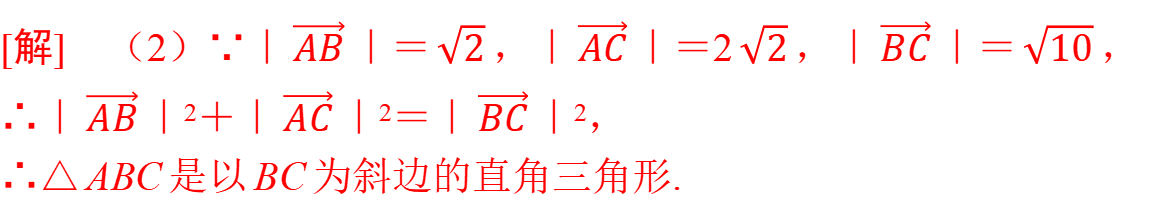 [解] （2）∵｜$\overrightarrow{AB}$｜＝$\sqrt{2}$，｜$\overrightarrow{AC}$｜＝2$\sqrt{2}$，｜$\overrightarrow{BC}$｜＝$\sqrt{10}$，
∴｜$\overrightarrow{AB}$｜²＋｜$\overrightarrow{AC}$｜²＝｜$\overrightarrow{BC}$｜²，
∴△ABC是以BC为斜边的直角三角形.